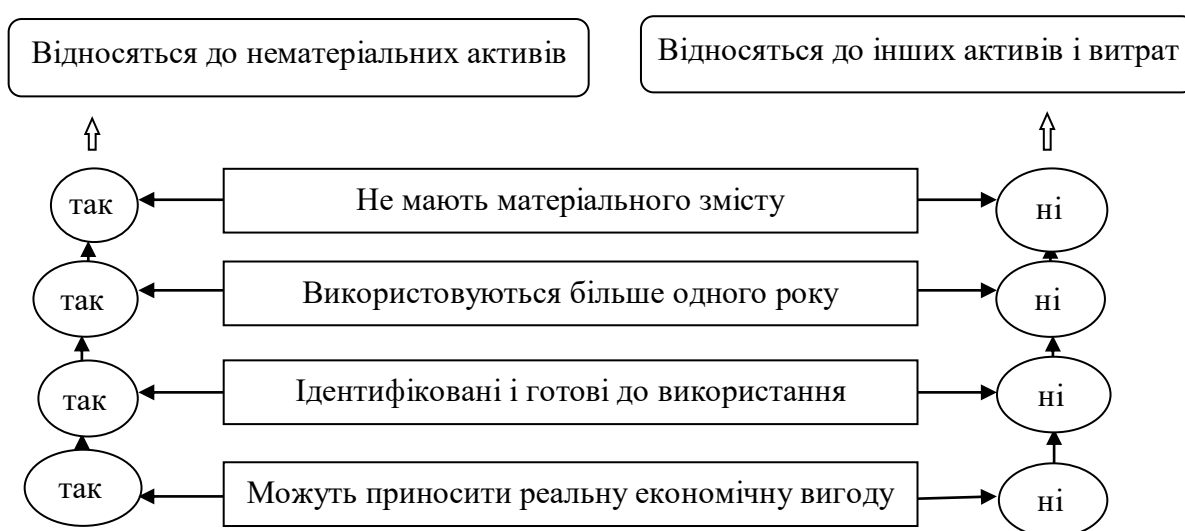 Відносяться до нематеріальних активів
Відносяться до інших активів і витрат
так
Не мають матеріального змісту
ні
так
Використовуються більше одного року
ні
так
Ідентифіковані і готові до використання
ні
так
Можуть приносити реальну економічну вигоду
ні